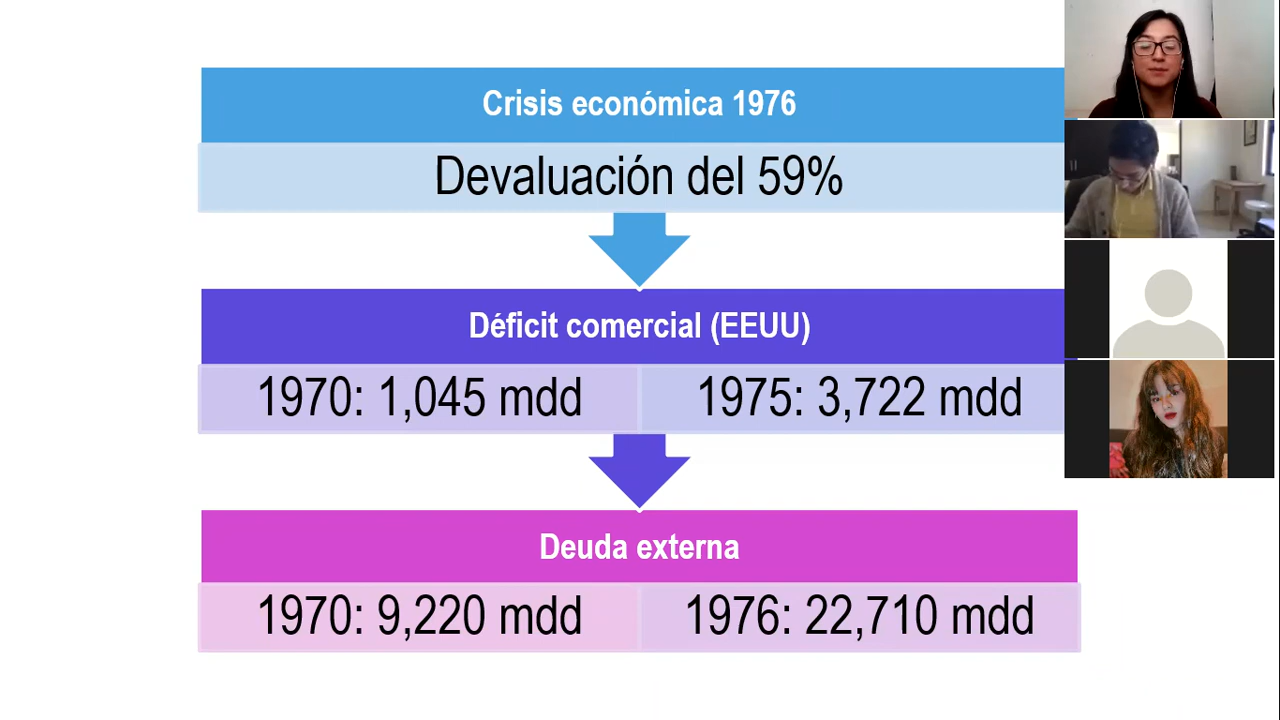 Crisis económica 1976
Devaluación del 59%
Déficit comercial (EEUU)
1970: 1,045 mdd
1975: 3,722 mdd
Deuda externa
1970: 9,220 mdd
1976: 22,710 mdd